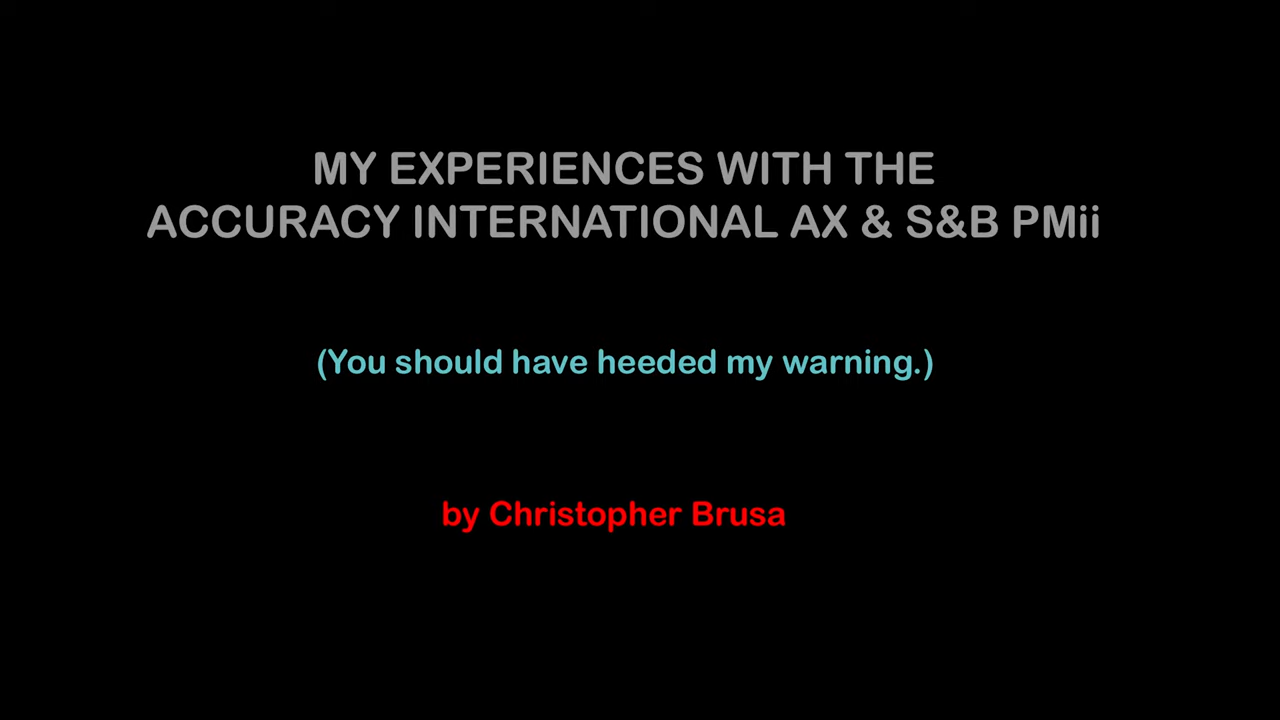 MY EXPERIENCES WITH THE
ACCURACY INTERNATIONAL AX & S&B PMii
(You should have heeded my warning.)
by Christopher Brusa